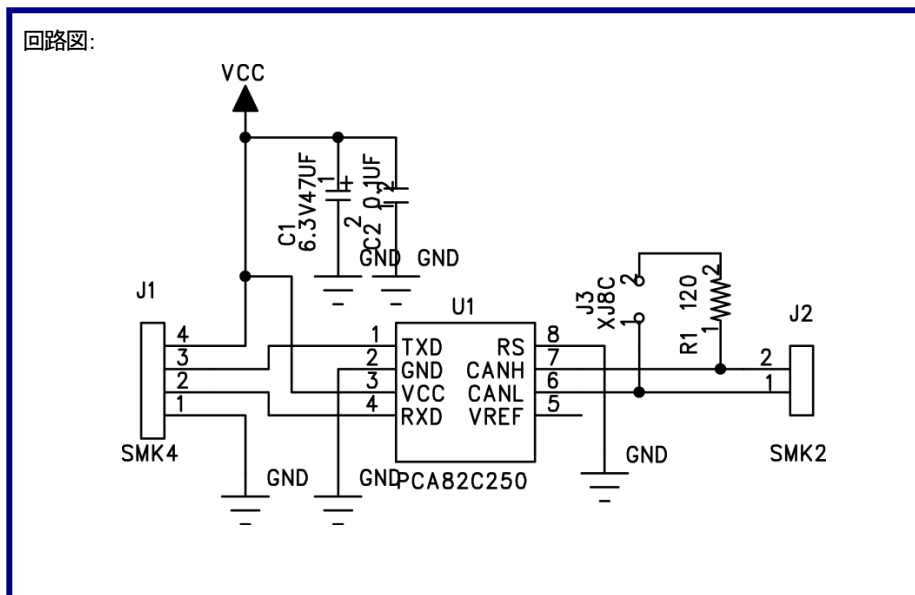 回路図:
VCC
C1
6.3V47UF
1
+
2
C2 0.1UF
1 2
GND
GND
J1
4
3
2
1
SMK4
GND
GND
U1
1 TXD
2 GND
3 VCC
4 RXD
RS 8
CANH 7
CANL 6
VREF 5
PCA82C250
GND
J3
XJ8C
1
2
R1 120
1
2
J2
2
1
SMK2